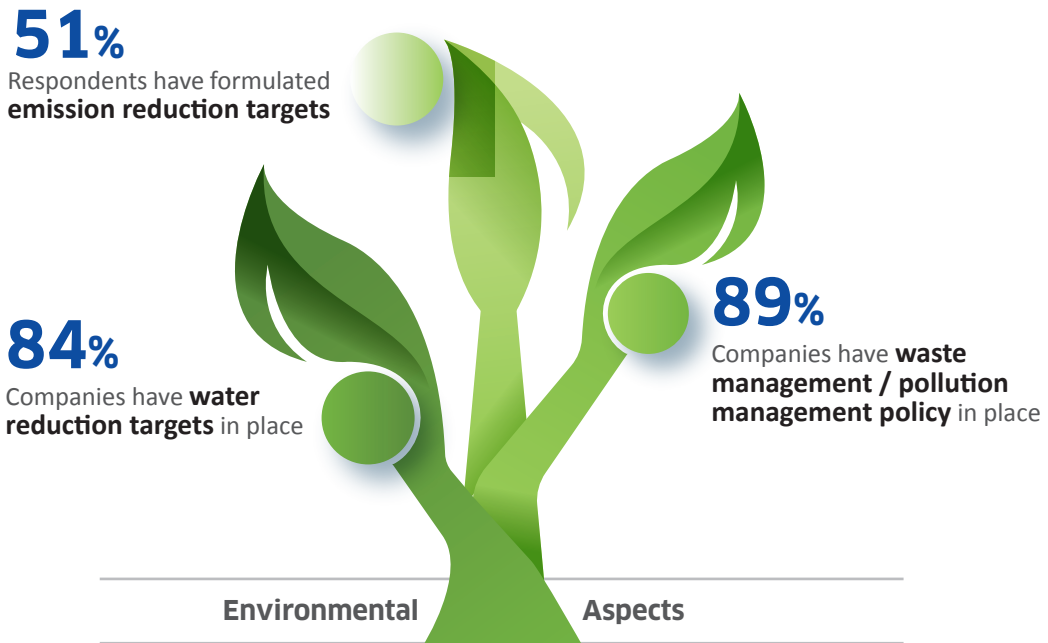 51%
Respondents have formulated
emission reduction targets
84%
Companies have water
reduction targets in place
89%
Companies have waste
management / pollution
management policy in place
Environmental Aspects